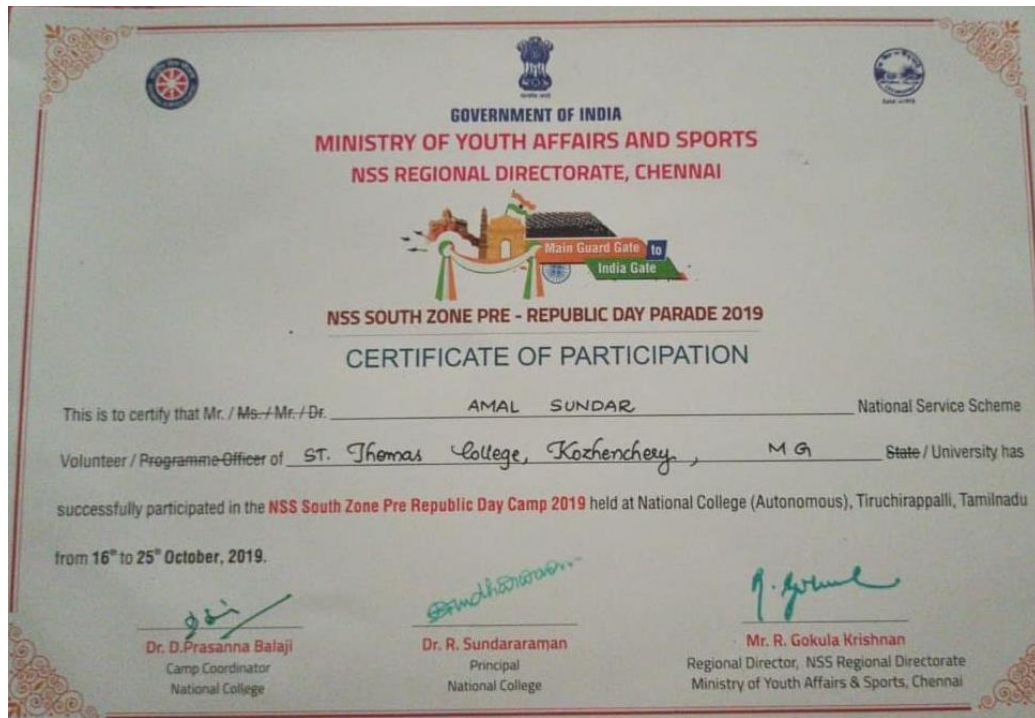 GOVERNMENT OF INDIA
MINISTRY OF YOUTH AFFAIRS AND SPORTS
NSS REGIONAL DIRECTORATE, CHENNAI
Main Guard Gate to
India Gate
NSS SOUTH ZONE PRE - REPUBLIC DAY PARADE 2019
CERTIFICATE OF PARTICIPATION
This is to certify that Mr. / Ms. / Mr. / Dr. AMAL SUNDAR National Service Scheme
Volunteer / Programme Officer of ST. Thomas College, Kozhenchery, M G State / University has
successfully participated in the NSS South Zone Pre Republic Day Camp 2019 held at National College (Autonomous), Tiruchirappalli, Tamilnadu
from 16th to 25th October, 2019.
Dr. D.Prasanna Balaji
Camp Coordinator
National College
Dr. R. Sundararaman
Principal
National College
Mr. R. Gokula Krishnan
Regional Director, NSS Regional Directorate
Ministry of Youth Affairs & Sports, Chennai